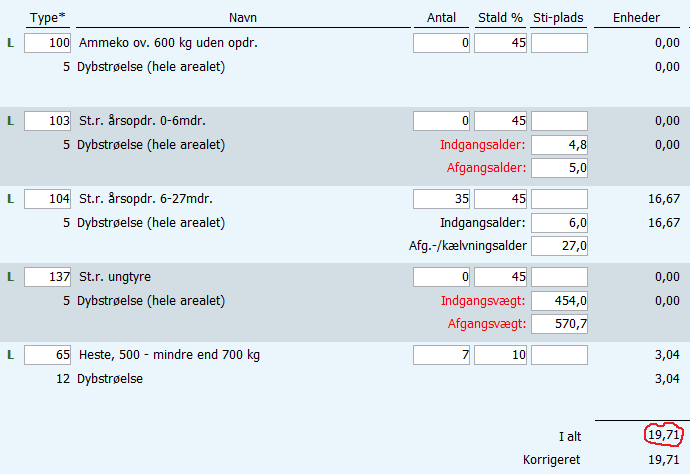 Type* Navn Antal Stald % Sti-plads Enheder
L 100 Ammeko ov. 600 kg uden opdr. 0 45 0,00
5 Dybstrøelse (hele arealet) 0,00
L 103 St.r. årsopdr. 0-6mdr. 0 45 0,00
5 Dybstrøelse (hele arealet) Indgangsalder: 4,8 0,00
Afgangsalder: 5,0
L 104 St.r. årsopdr. 6-27mdr. 35 45 16,67
5 Dybstrøelse (hele arealet) Indgangsalder: 6,0 16,67
Afg.-/kælvningsalder 27,0
L 137 St.r. ungtyre 0 45 0,00
5 Dybstrøelse (hele arealet) Indgangsvægt: 454,0 0,00
Afgangsvægt: 570,7
L 65 Heste, 500 - mindre end 700 kg 7 10 3,04
12 Dybstrøelse 3,04
I alt 19,71
Korrigeret 19,71